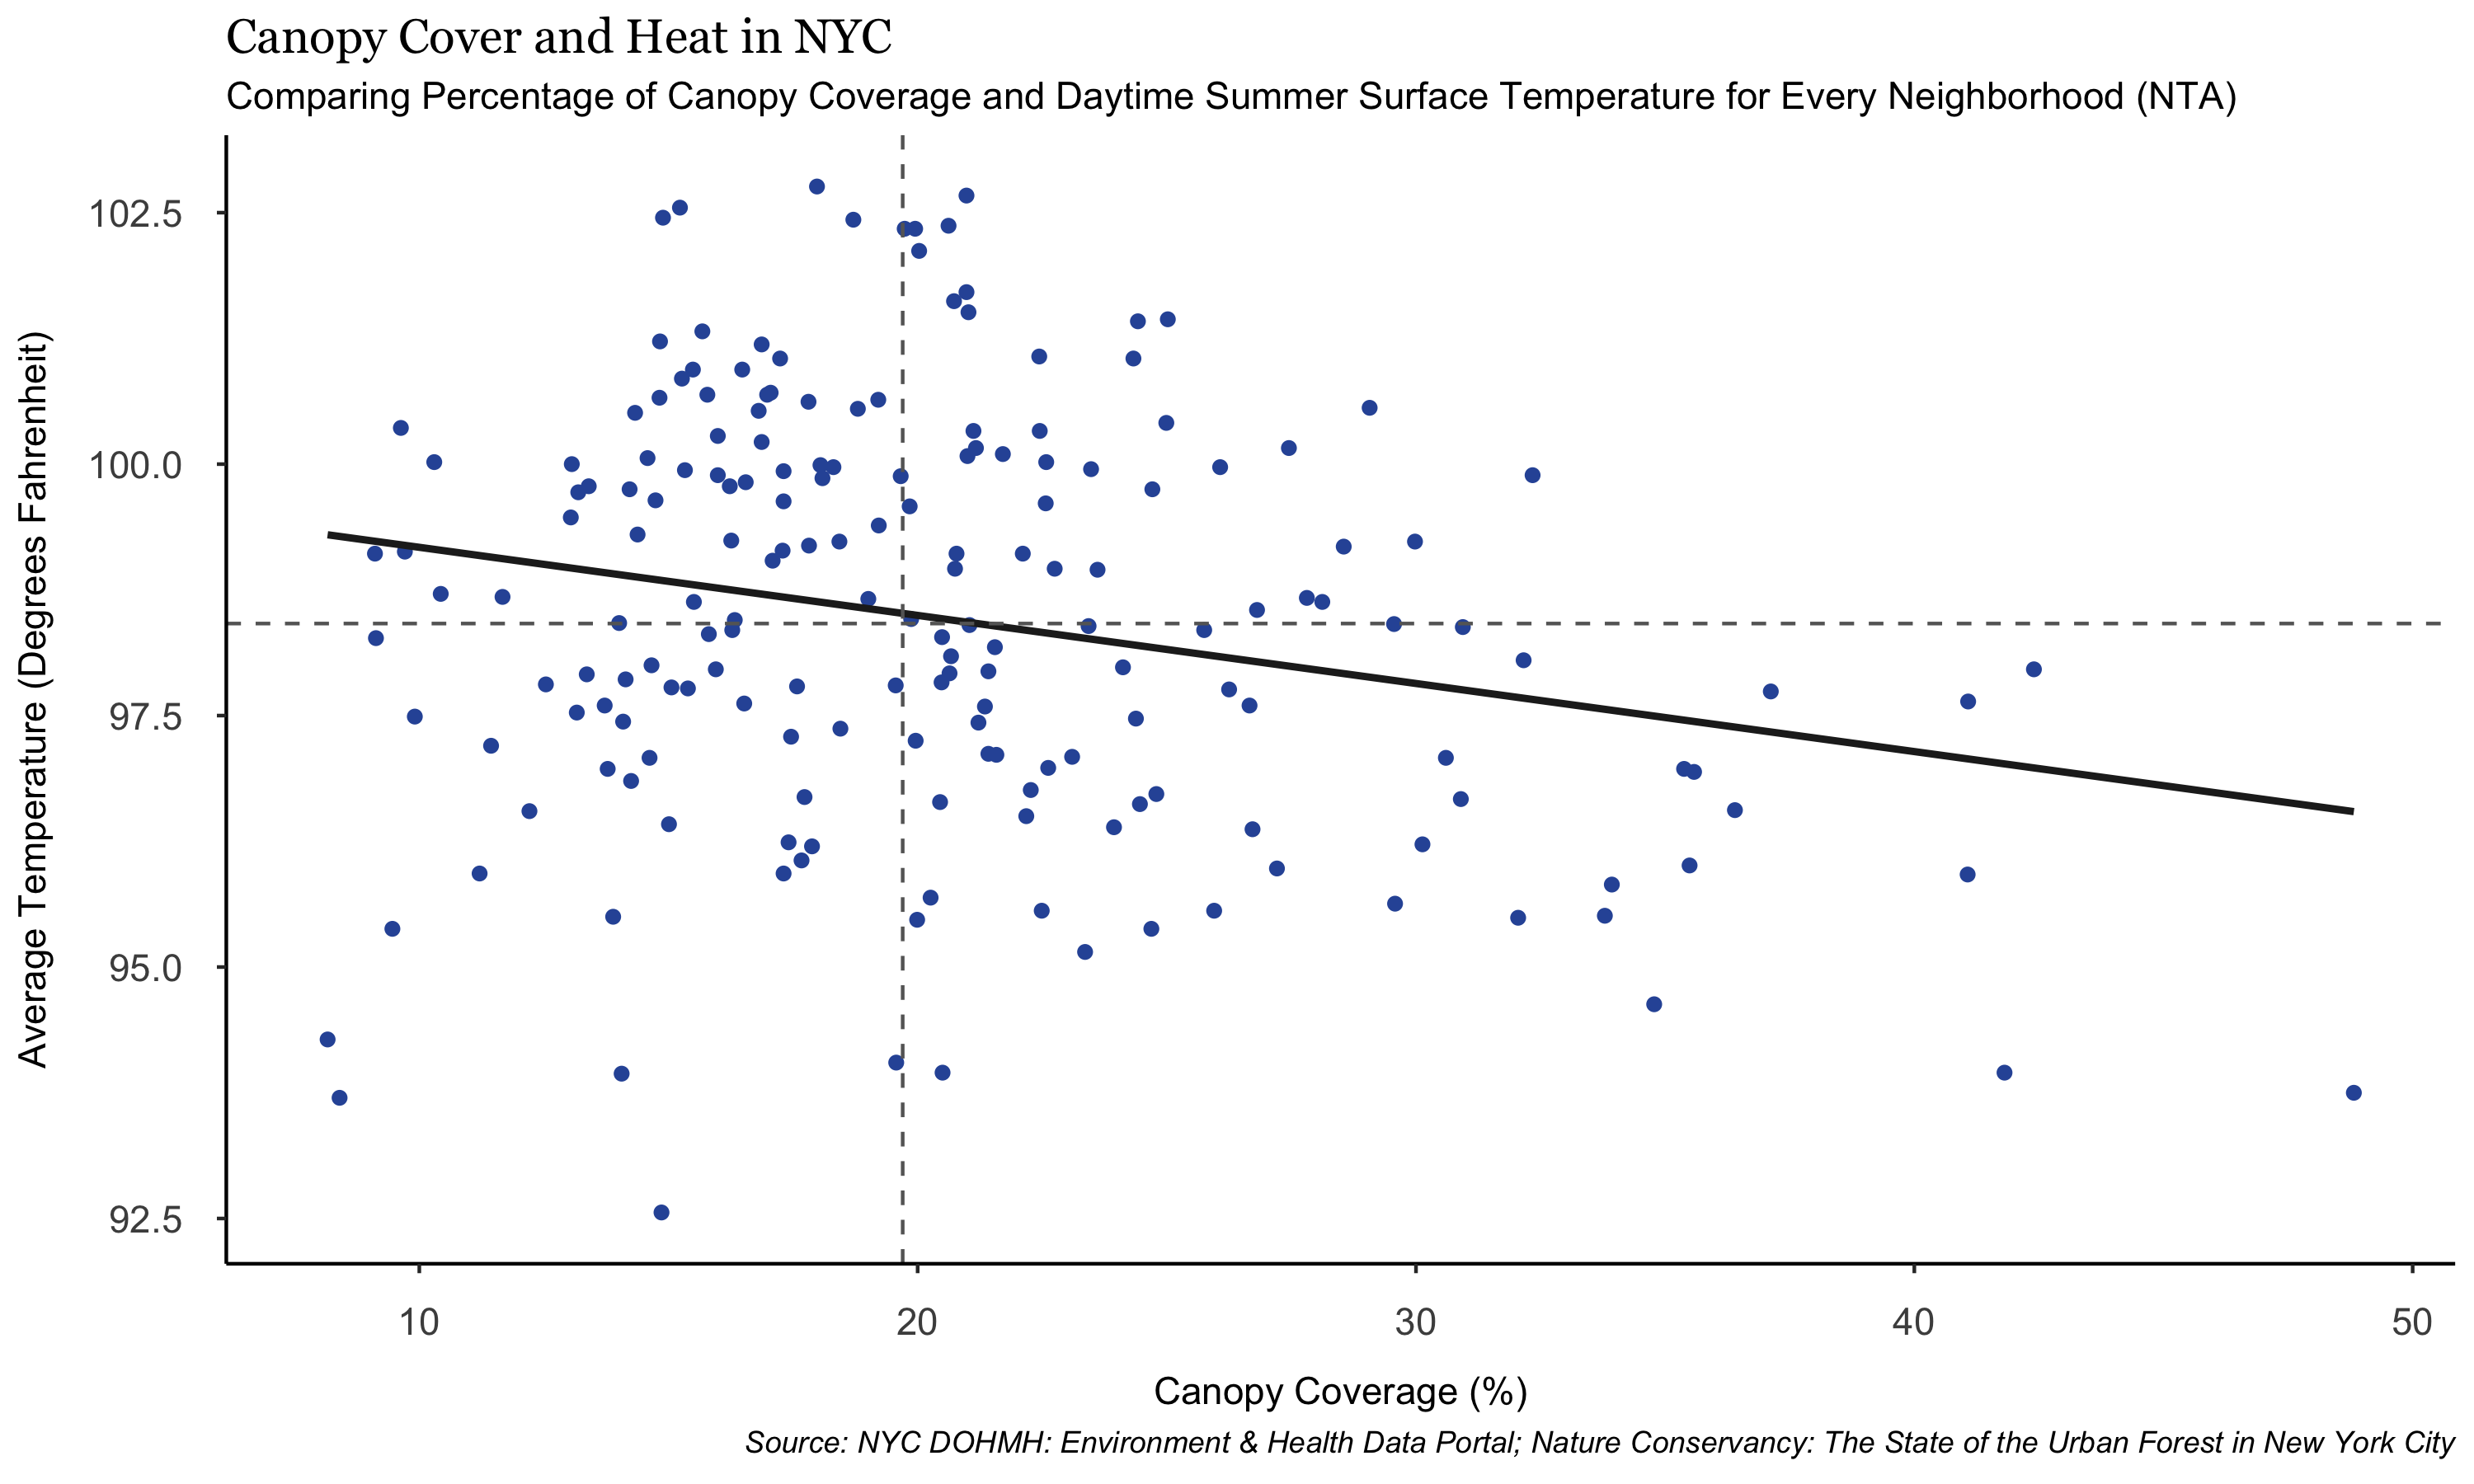 Canopy Cover and Heat in NYC
Comparing Percentage of Canopy Coverage and Daytime Summer Surface Temperature for Every Neighborhood (NTA)
Average Temperature (Degrees Fahrenheit)
102.5
100.0
97.5
95.0
92.5
10 20 30 40 50
Canopy Coverage (%)
Source: NYC DOHMH: Environment & Health Data Portal; Nature Conservancy: The State of the Urban Forest in New York City